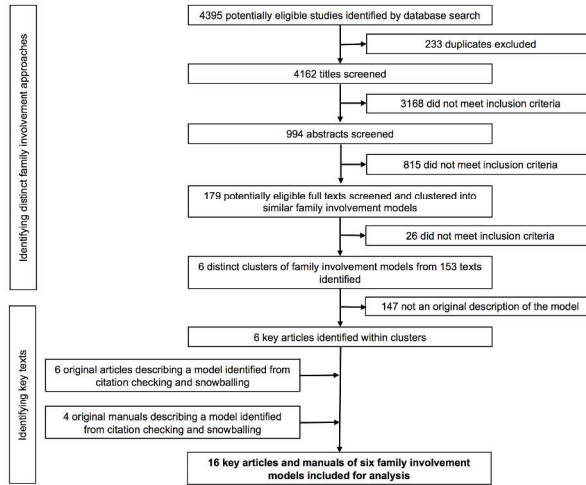 4395 potentially eligible studies identified by database search
233 duplicates excluded
4162 titles screened
3168 did not meet inclusion criteria
994 abstracts screened
815 did not meet inclusion criteria
179 potentially eligible full texts screened and clustered into
similar family involvement models
26 did not meet inclusion criteria
6 distinct clusters of family involvement models from 153 texts
identified
147 not an original description of the model
6 key articles identified within clusters
6 original articles describing a model identified from
citation checking and snowballing
4 original manuals describing a model identified
from citation checking and snowballing
16 key articles and manuals of six family involvement
models included for analysis
Identifying distinct family involvement approaches
Identifying key texts